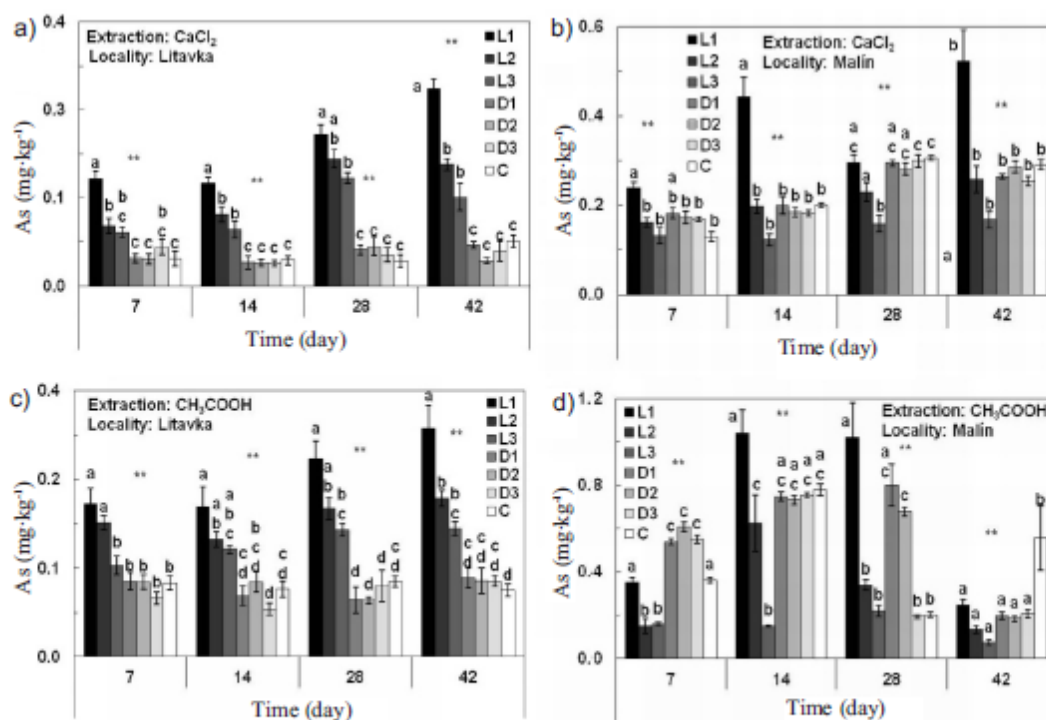 a)
Extraction: CaCl₂
Locality: Litavka
As (mg·kg⁻¹)
0.4
0.3
0.1
0.0
L1
L2
L3
D1
D2
D3
C
a b b b c c c b c c
**
a b b c c c c
**
a a b b c c c c
**
a b b c c c c
**
7 14 28 42
Time (day)
b)
Extraction: CaCl₂
Locality: Malín
As (mg·kg⁻¹)
0.6
0.4
0.2
0.0
L1
L2
L3
D1
D2
D3
C
**
**
**
**
7 14 28 42
Time (day)
c)
Extraction: CH₃COOH
Locality: Litavka
As (mg·kg⁻¹)
0.4
0.2
0.1
0.0
L1
L2
L3
D1
D2
D3
C
**
**
**
**
7 14 28 42
Time (day)
d)
Extraction: CH₃COOH
Locality: Malín
As (mg·kg⁻¹)
1.2
0.8
0.4
0.0
L1
L2
L3
D1
D2
D3
C
**
**
**
**
7 14 28 42
Time (day)